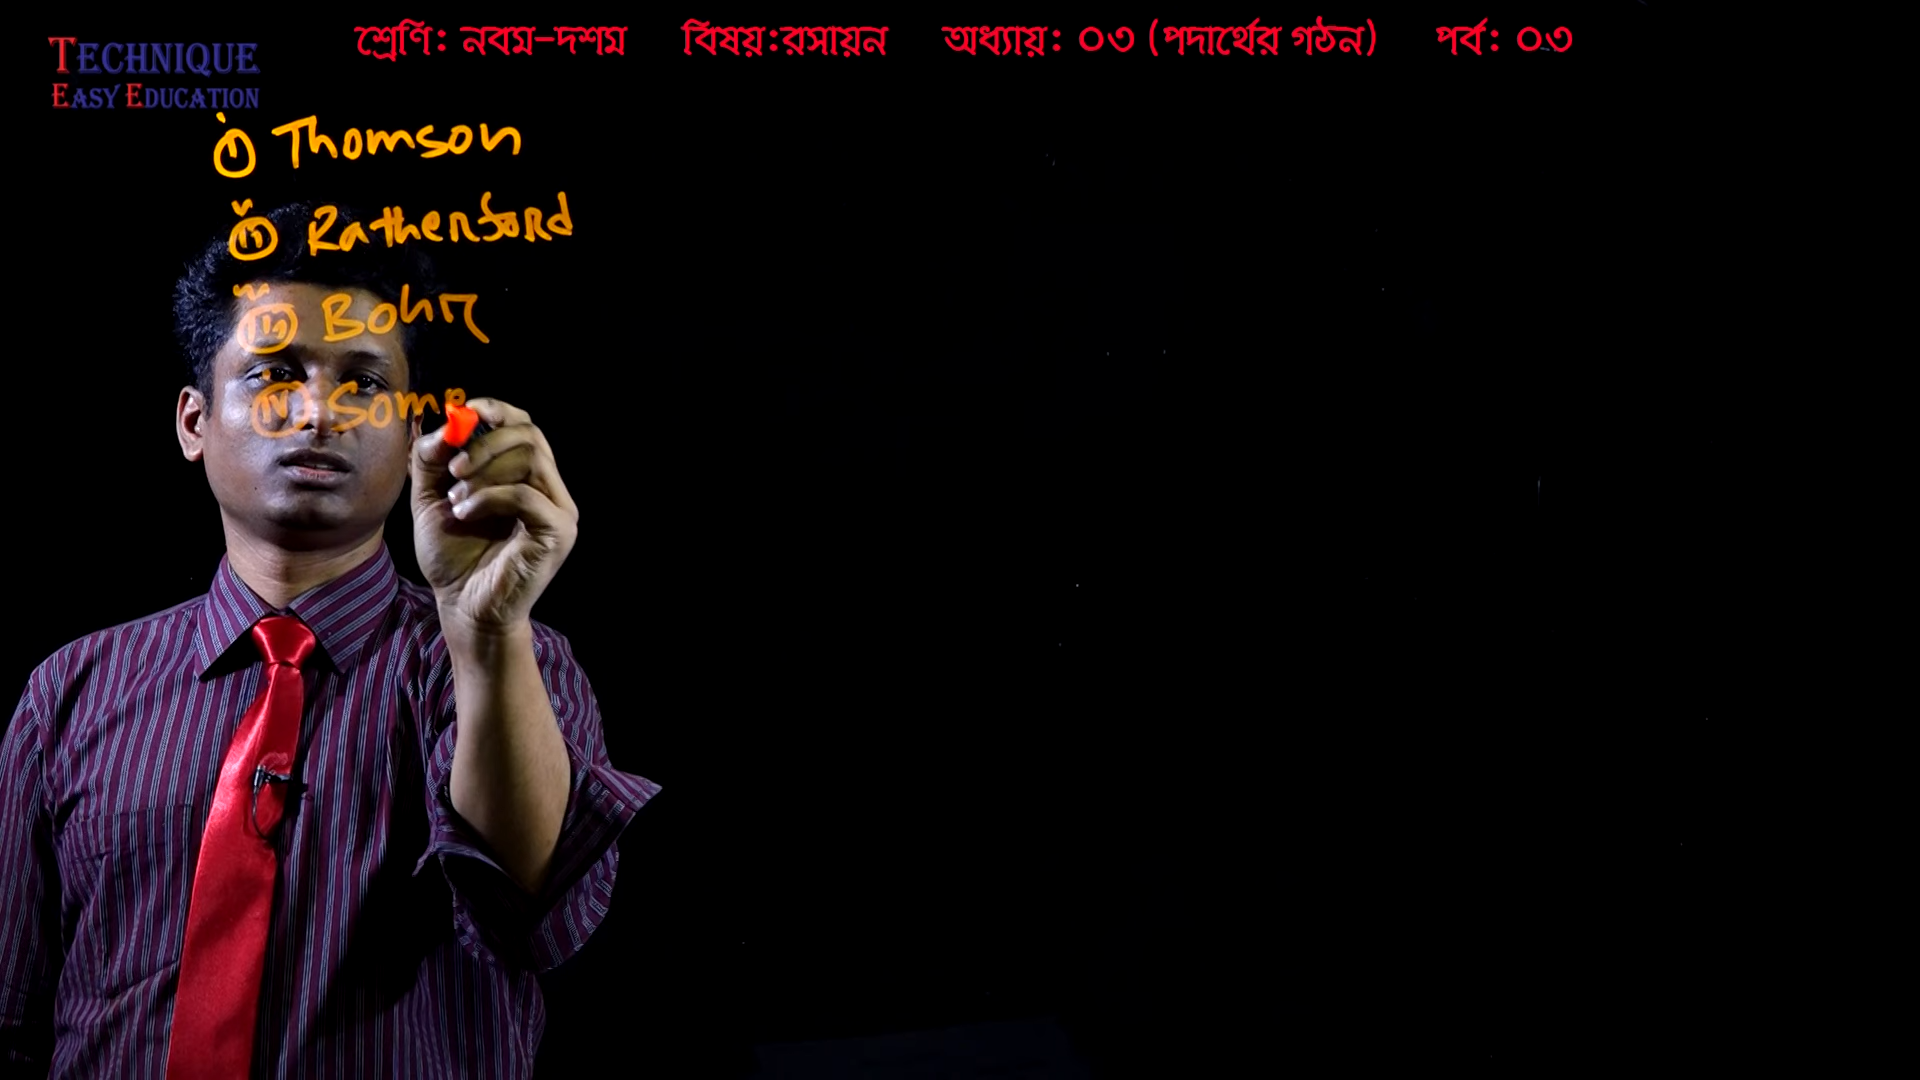 শ্রেণি: নবম-দশম বিষয়:রসায়ন অধ্যায়: ০৩ (পদার্থের গঠন) পর্ব: ০৩
TECHNIQUE
EASY EDUCATION
i Thomson
ii Ratherford
iii Bohr
iv Some